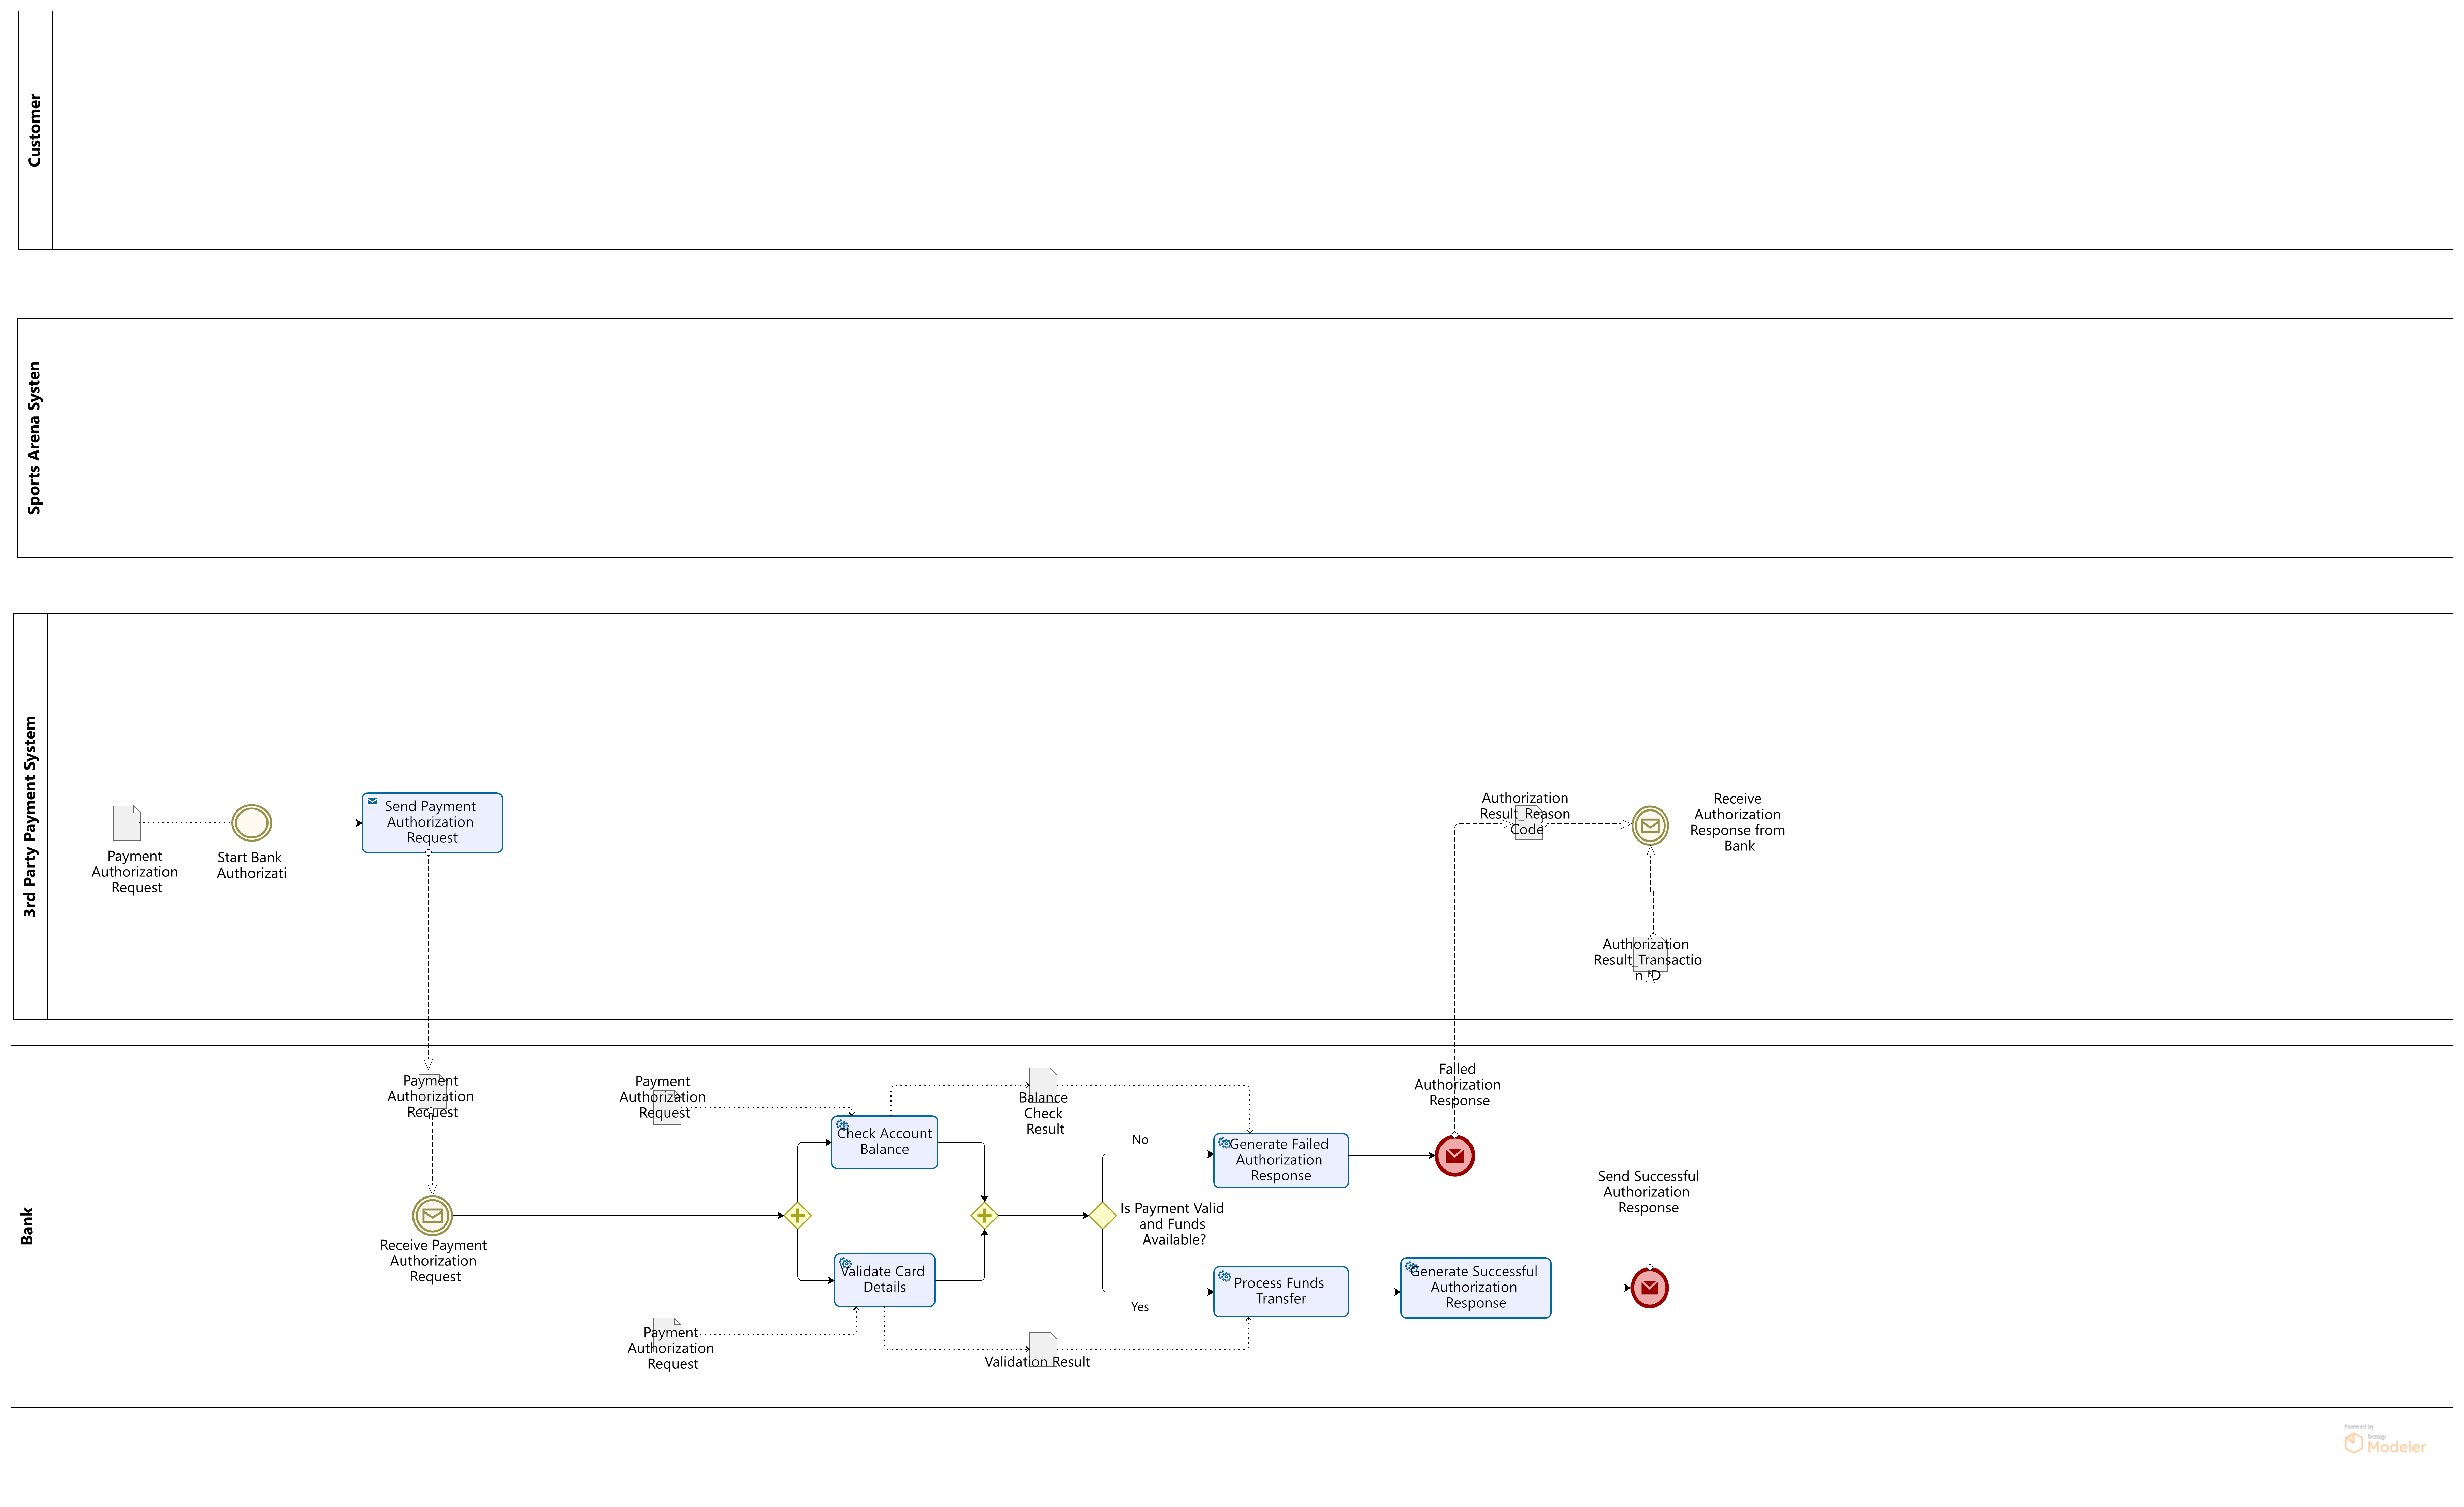 Customer
Sports Arena Systen
3rd Party Payment System
Payment
Authorization
Request
Start Bank
Authorizati
Send Payment
Authorization
Request
Authorization
Result_Reason
Code
Receive
Authorization
Response from
Bank
Authorization
Result_Transactio
n ID
Bank
Payment
Authorization
Request
Receive Payment
Authorization
Request
Payment
Authorization
Request
Check Account
Balance
Balance
Check
Result
Validate Card
Details
Payment
Authorization
Request
Validation Result
Is Payment Valid
and Funds
Available?
No
Yes
Generate Failed
Authorization
Response
Failed
Authorization
Response
Process Funds
Transfer
Generate Successful
Authorization
Response
Send Successful
Authorization
Response
Powered by
bizagi
Modeler